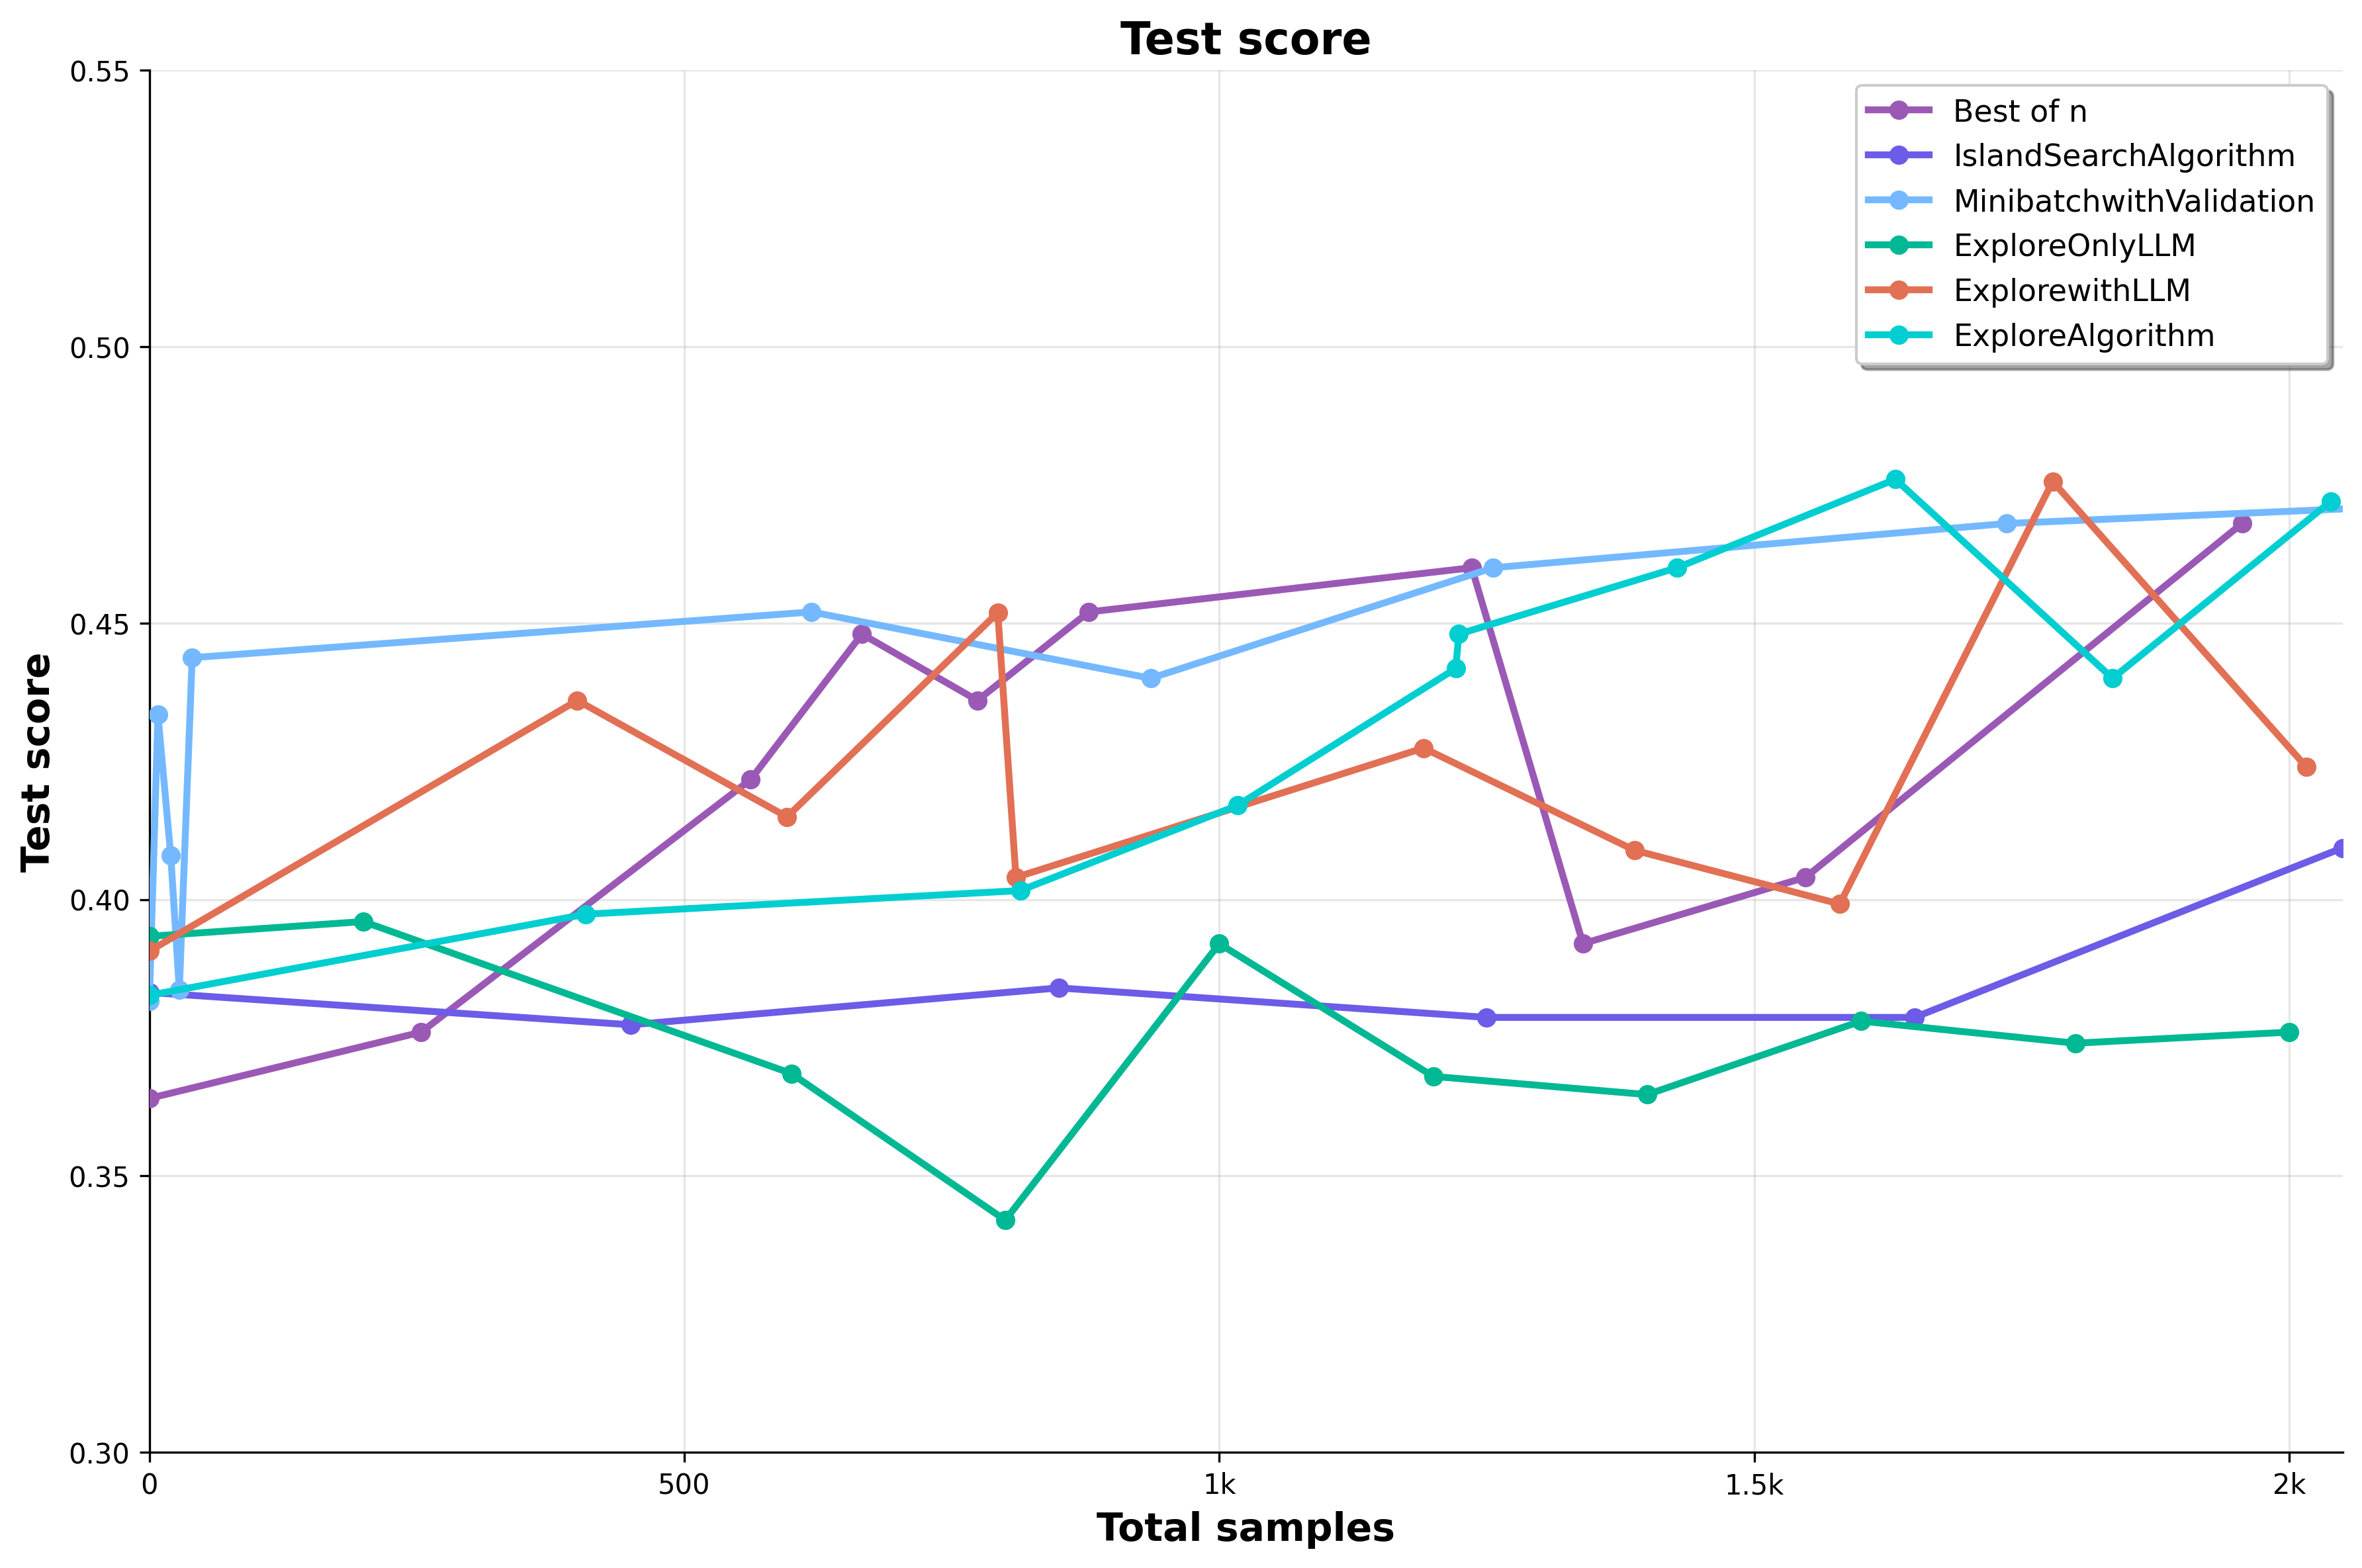 Test score
0.55
0.50
0.45
0.40
0.35
0.30
Test score
Best of n
IslandSearchAlgorithm
MinibatchwithValidation
ExploreOnlyLLM
ExplorewithLLM
ExploreAlgorithm
0 500 1k 1.5k 2k
Total samples